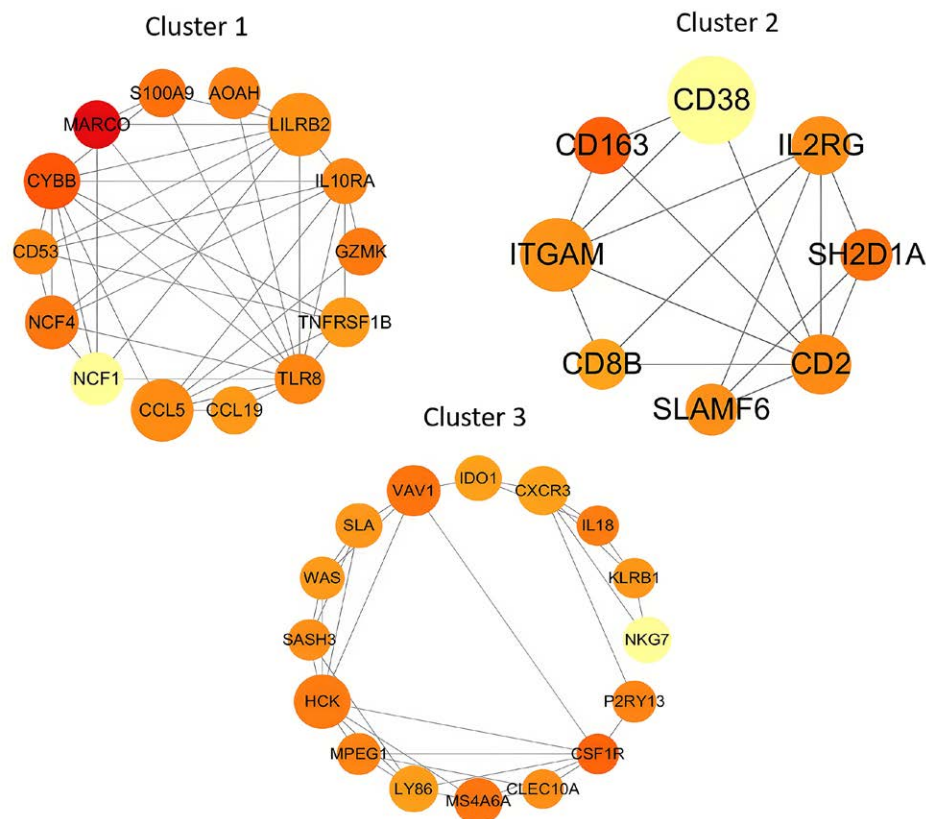 Cluster 1
S100A9
AOAH
MARCO
LILRB2
CYBB
IL10RA
CD53
GZMK
NCF4
TNFRSF1B
NCF1
TLR8
CCL5
CCL19
Cluster 2
CD38
CD163
IL2RG
ITGAM
SH2D1A
CD8B
CD2
SLAMF6
Cluster 3
IDO1
VAV1
CXCR3
SLA
IL18
WAS
KLRB1
SASH3
NKG7
HCK
P2RY13
MPEG1
CSF1R
LY86
CLEC10A
MS4A6A